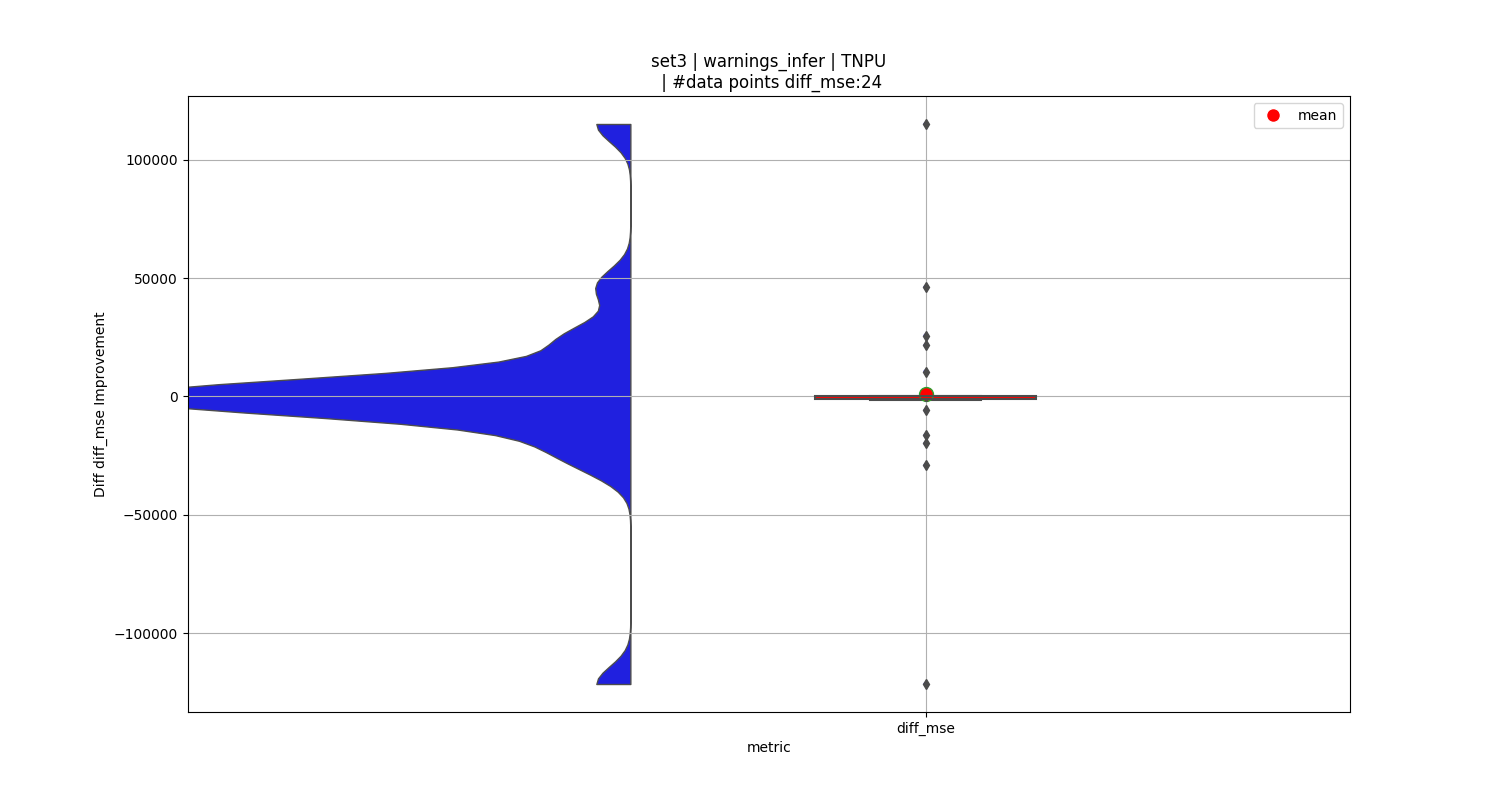 set3 | warnings_infer | TNPU
| #data points diff_mse:24
mean
100000
50000
0
−50000
−100000
Diff diff_mse Improvement
diff_mse
metric